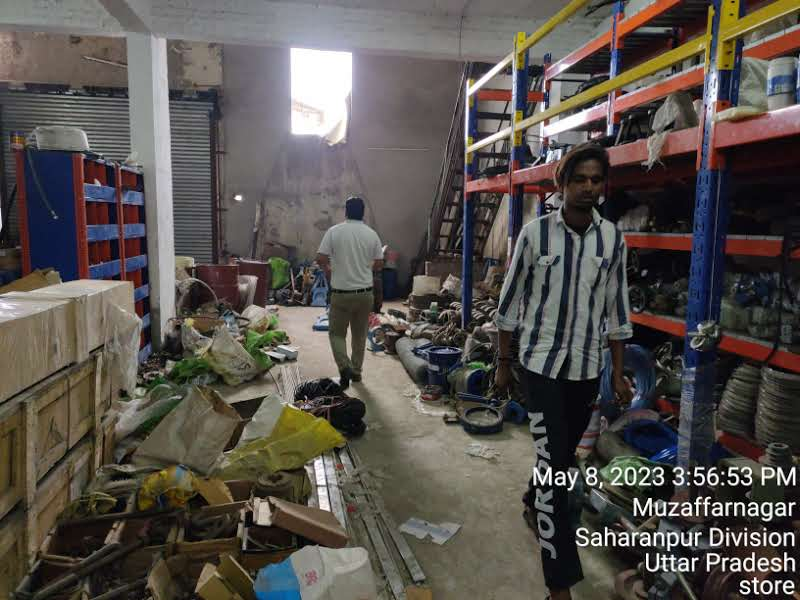 JORDAN
May 8, 2023 3:56:53 PM
Muzaffarnagar
Saharanpur Division
Uttar Pradesh
store